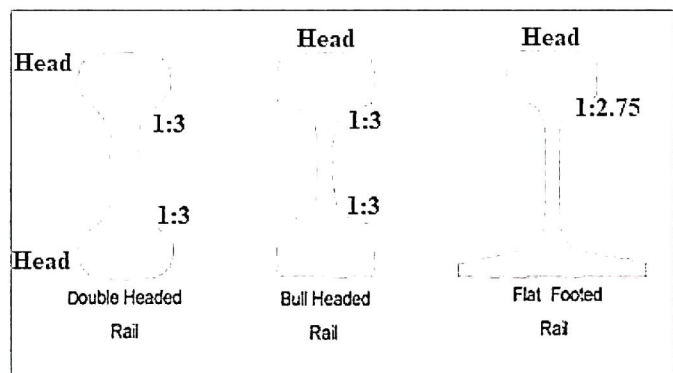 Head
Head
Head
1:3
1:3
1:2.75
1:3
1:3
Head
Double Headed
Rail
Bull Headed
Rail
Flat Footed
Rail